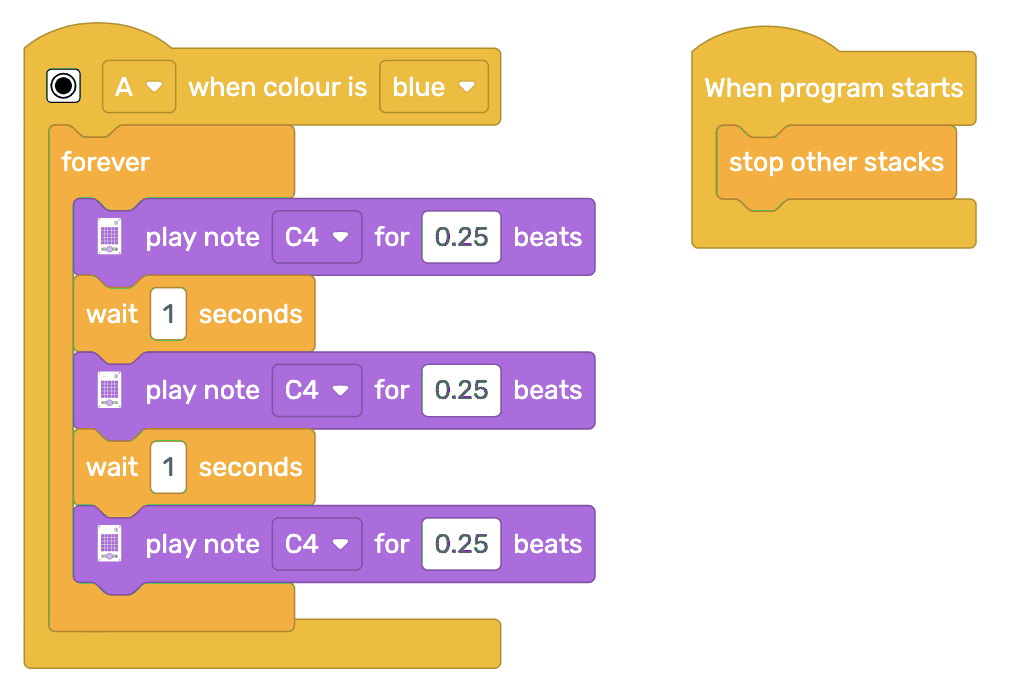 A when colour is blue
forever
play note C4 for 0.25 beats
wait 1 seconds
play note C4 for 0.25 beats
wait 1 seconds
play note C4 for 0.25 beats
When program starts
stop other stacks